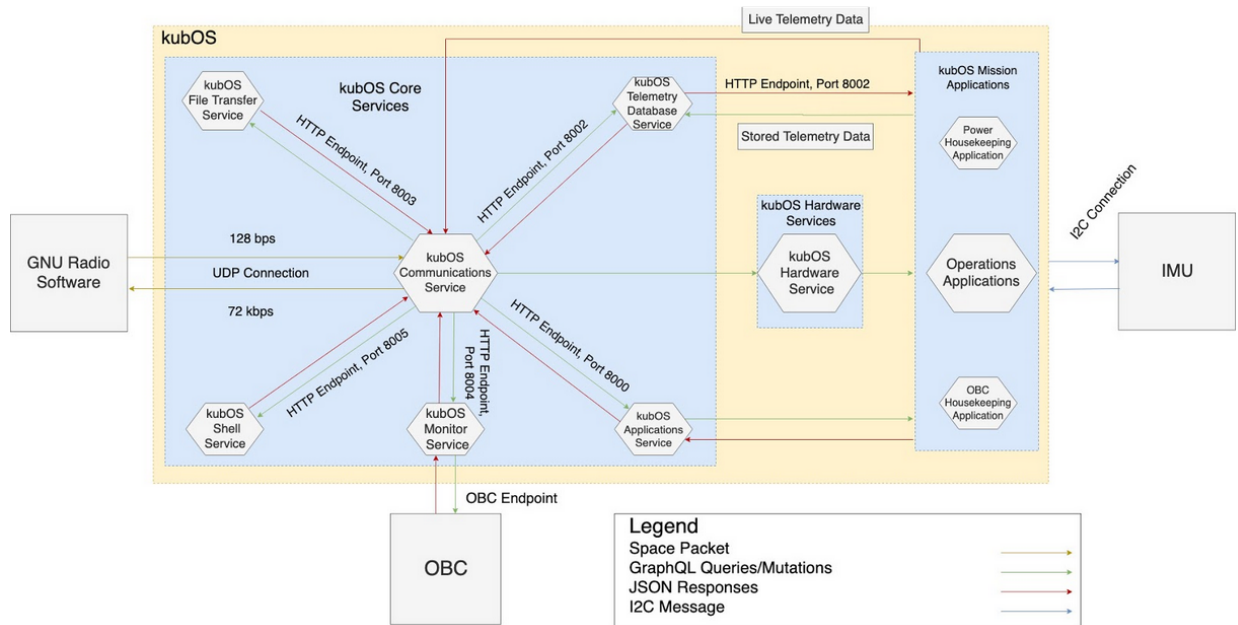 Live Telemetry Data
kubOS
kubOS Core
Services
kubOS
File Transfer
Service
HTTP Endpoint, Port 8003
kubOS
Telemetry
Database
Service
HTTP Endpoint, Port 8002
HTTP Endpoint, Port 8002
Stored Telemetry Data
kubOS Mission
Applications
Power
Housekeeping
Application
GNU Radio
Software
128 bps
UDP Connection
72 kbps
kubOS
Communications
Service
kubOS Hardware
Services
kubOS
Hardware
Service
Operations
Applications
I2C Connection
IMU
HTTP Endpoint, Port 8005
HTTP Endpoint,
Port 8004
HTTP Endpoint, Port 8000
kubOS
Shell
Service
kubOS
Monitor
Service
kubOS
Applications
Service
OBC
Housekeeping
Application
OBC Endpoint
OBC
Legend
Space Packet
GraphQL Queries/Mutations
JSON Responses
I2C Message